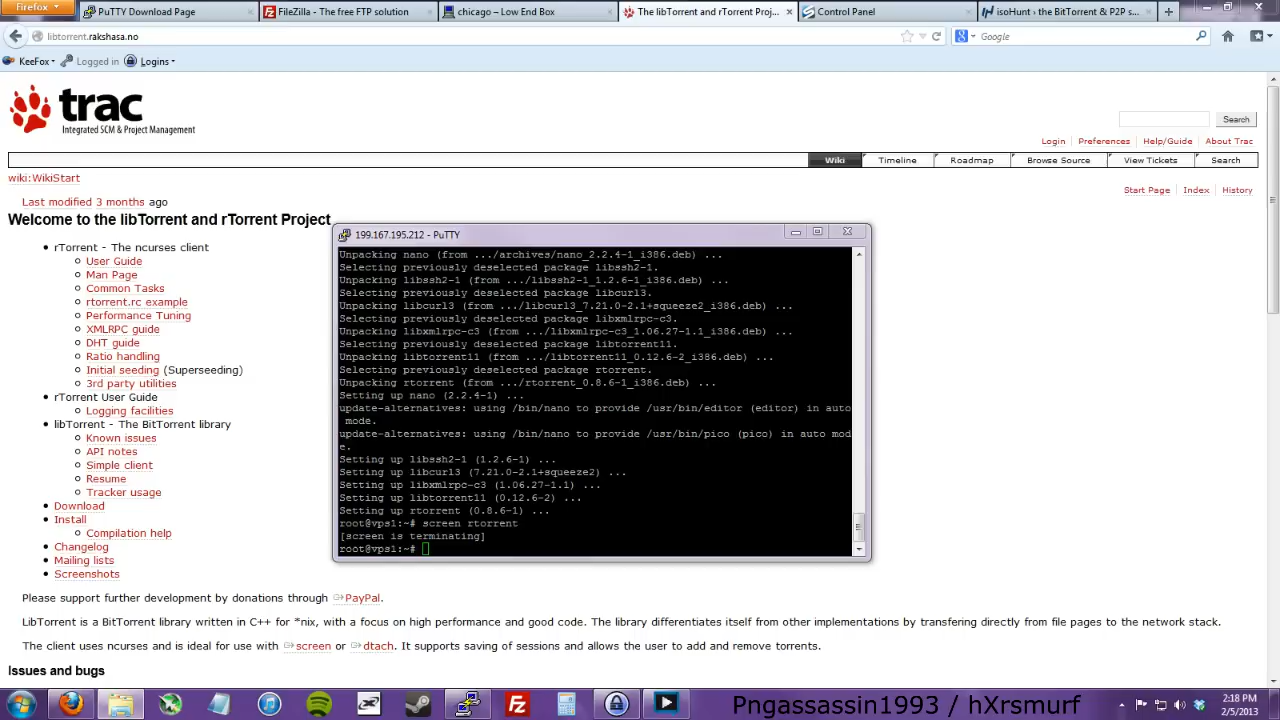 Firefox
PuTTY Download Page
FileZilla - The free FTP solution
chicago – Low End Box
The libTorrent and rTorrent Proj...
Control Panel
isoHunt › the BitTorrent & P2P s...
libtorrent.rakshasa.no
Google
KeeFox
Logged in
Logins
trac
Integrated SCM & Project Management
Search
Login
Preferences
Help/Guide
About Trac
Wiki
Timeline
Roadmap
Browse Source
View Tickets
Search
wiki:WikiStart
Start Page
Index
History
Last modified 3 months ago
Welcome to the libTorrent and rTorrent Project
rTorrent - The ncurses client
User Guide
Man Page
Common Tasks
rtorrent.rc example
Performance Tuning
XMLRPC guide
DHT guide
Ratio handling
Initial seeding (Superseeding)
3rd party utilities
rTorrent User Guide
Logging facilities
libTorrent - The BitTorrent library
Known issues
API notes
Simple client
Resume
Tracker usage
Download
Install
Compilation help
Changelog
Mailing lists
Screenshots
199.167.195.212 - PuTTY
Unpacking nano (from .../archives/nano_2.2.4-1_i386.deb) ...
Selecting previously deselected package libssh2-1.
Unpacking libssh2-1 (from .../libssh2-1_1.2.6-1_i386.deb) ...
Selecting previously deselected package libcurl3.
Unpacking libcurl3 (from .../libcurl3_7.21.0-2.1+squeeze2_i386.deb) ...
Selecting previously deselected package libxmlrpc-c3.
Unpacking libxmlrpc-c3 (from .../libxmlrpc-c3_1.06.27-1.1_i386.deb) ...
Selecting previously deselected package libtorrent11.
Unpacking libtorrent11 (from .../libtorrent11_0.12.6-2_i386.deb) ...
Selecting previously deselected package rtorrent.
Unpacking rtorrent (from .../rtorrent_0.8.6-1_i386.deb) ...
Setting up nano (2.2.4-1) ...
update-alternatives: using /bin/nano to provide /usr/bin/editor (editor) in auto
mode.
update-alternatives: using /bin/nano to provide /usr/bin/pico (pico) in auto mod
e.
Setting up libssh2-1 (1.2.6-1) ...
Setting up libcurl3 (7.21.0-2.1+squeeze2) ...
Setting up libxmlrpc-c3 (1.06.27-1.1) ...
Setting up libtorrent11 (0.12.6-2) ...
Setting up rtorrent (0.8.6-1) ...
root@vps1:~# screen rtorrent
[screen is terminating]
root@vps1:~#
Please support further development by donations through PayPal.
LibTorrent is a BitTorrent library written in C++ for *nix, with a focus on high performance and good code. The library differentiates itself from other implementations by transfering directly from file pages to the network stack.
The client uses ncurses and is ideal for use with screen or dtach. It supports saving of sessions and allows the user to add and remove torrents.
Issues and bugs
Pngassassin1993 / hXrsmurf
2:18 PM
2/5/2013